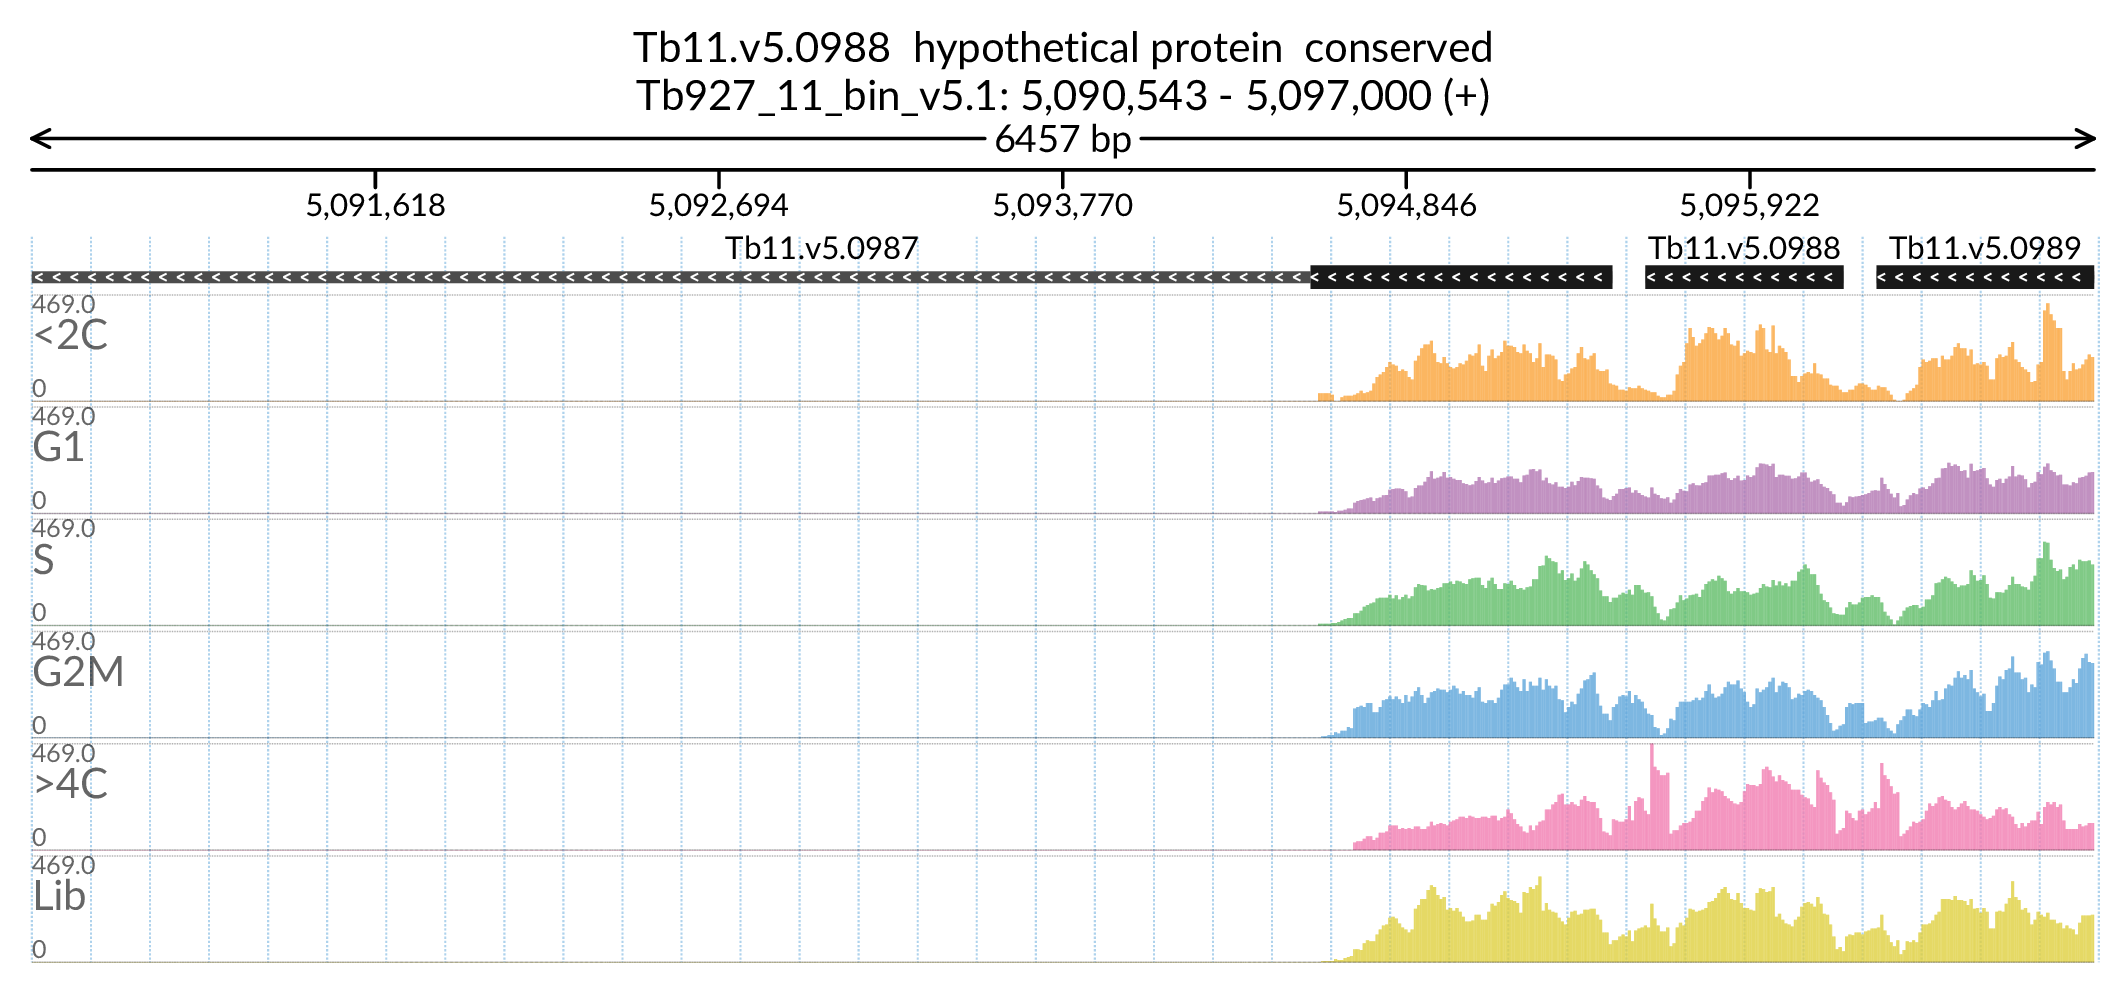 Tb11.v5.0988  hypothetical protein  conserved
Tb927_11_bin_v5.1: 5,090,543 - 5,097,000 (+)
6457 bp
5,091,618 5,092,694 5,093,770 5,094,846 5,095,922
Tb11.v5.0987 Tb11.v5.0988 Tb11.v5.0989
469.0
<2C
0
469.0
G1
0
469.0
S
0
469.0
G2M
0
469.0
>4C
0
469.0
Lib
0